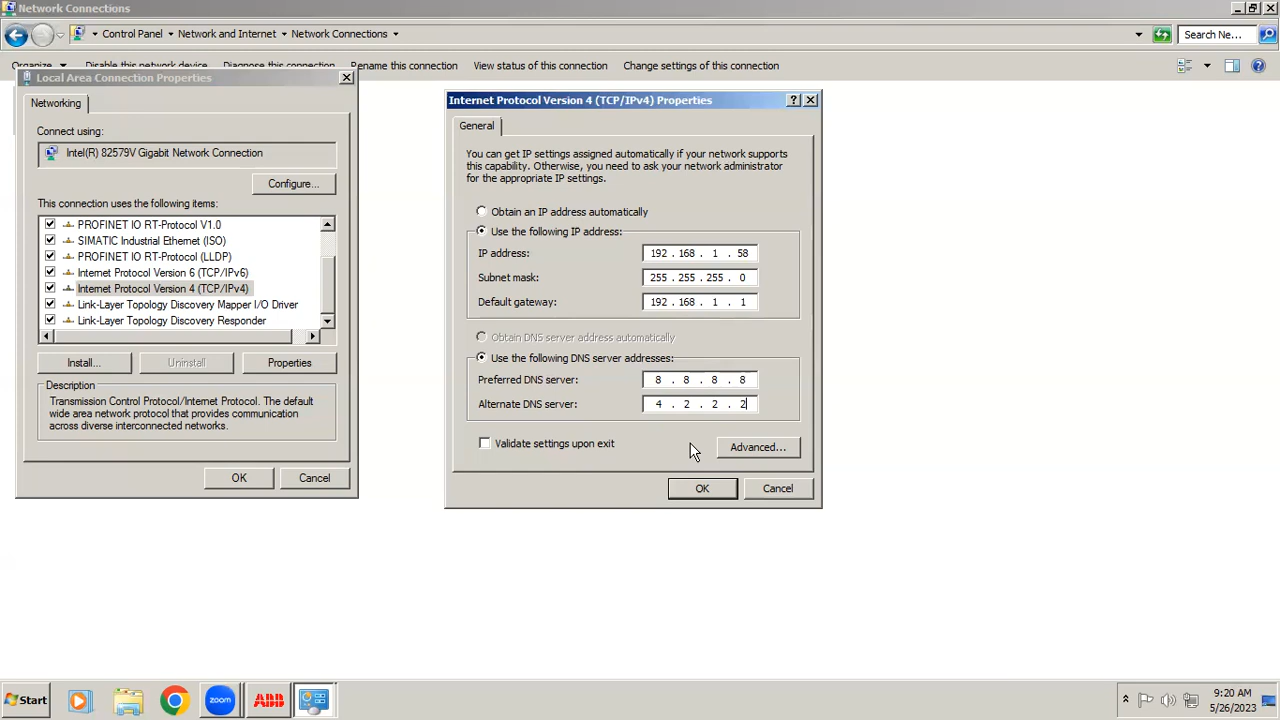 Network Connections
Control Panel Network and Internet Network Connections Search Ne...
Organize Disable this network device Diagnose this connection Rename this connection View status of this connection Change settings of this connection
Local Area Connection Properties
Networking
Connect using:
Intel(R) 82579V Gigabit Network Connection
Configure...
This connection uses the following items:
PROFINET IO RT-Protocol V1.0
SIMATIC Industrial Ethernet (ISO)
PROFINET IO RT-Protocol (LLDP)
Internet Protocol Version 6 (TCP/IPv6)
Internet Protocol Version 4 (TCP/IPv4)
Link-Layer Topology Discovery Mapper I/O Driver
Link-Layer Topology Discovery Responder
Install... Uninstall Properties
Description
Transmission Control Protocol/Internet Protocol. The default
wide area network protocol that provides communication
across diverse interconnected networks.
OK Cancel
Internet Protocol Version 4 (TCP/IPv4) Properties
General
You can get IP settings assigned automatically if your network supports
this capability. Otherwise, you need to ask your network administrator
for the appropriate IP settings.
Obtain an IP address automatically
Use the following IP address:
IP address: 192 . 168 . 1 . 58
Subnet mask: 255 . 255 . 255 . 0
Default gateway: 192 . 168 . 1 . 1
Obtain DNS server address automatically
Use the following DNS server addresses:
Preferred DNS server: 8 . 8 . 8 . 8
Alternate DNS server: 4 . 2 . 2 . 2
Validate settings upon exit Advanced...
OK Cancel
Start zoom ABB 9:20 AM
5/26/2023